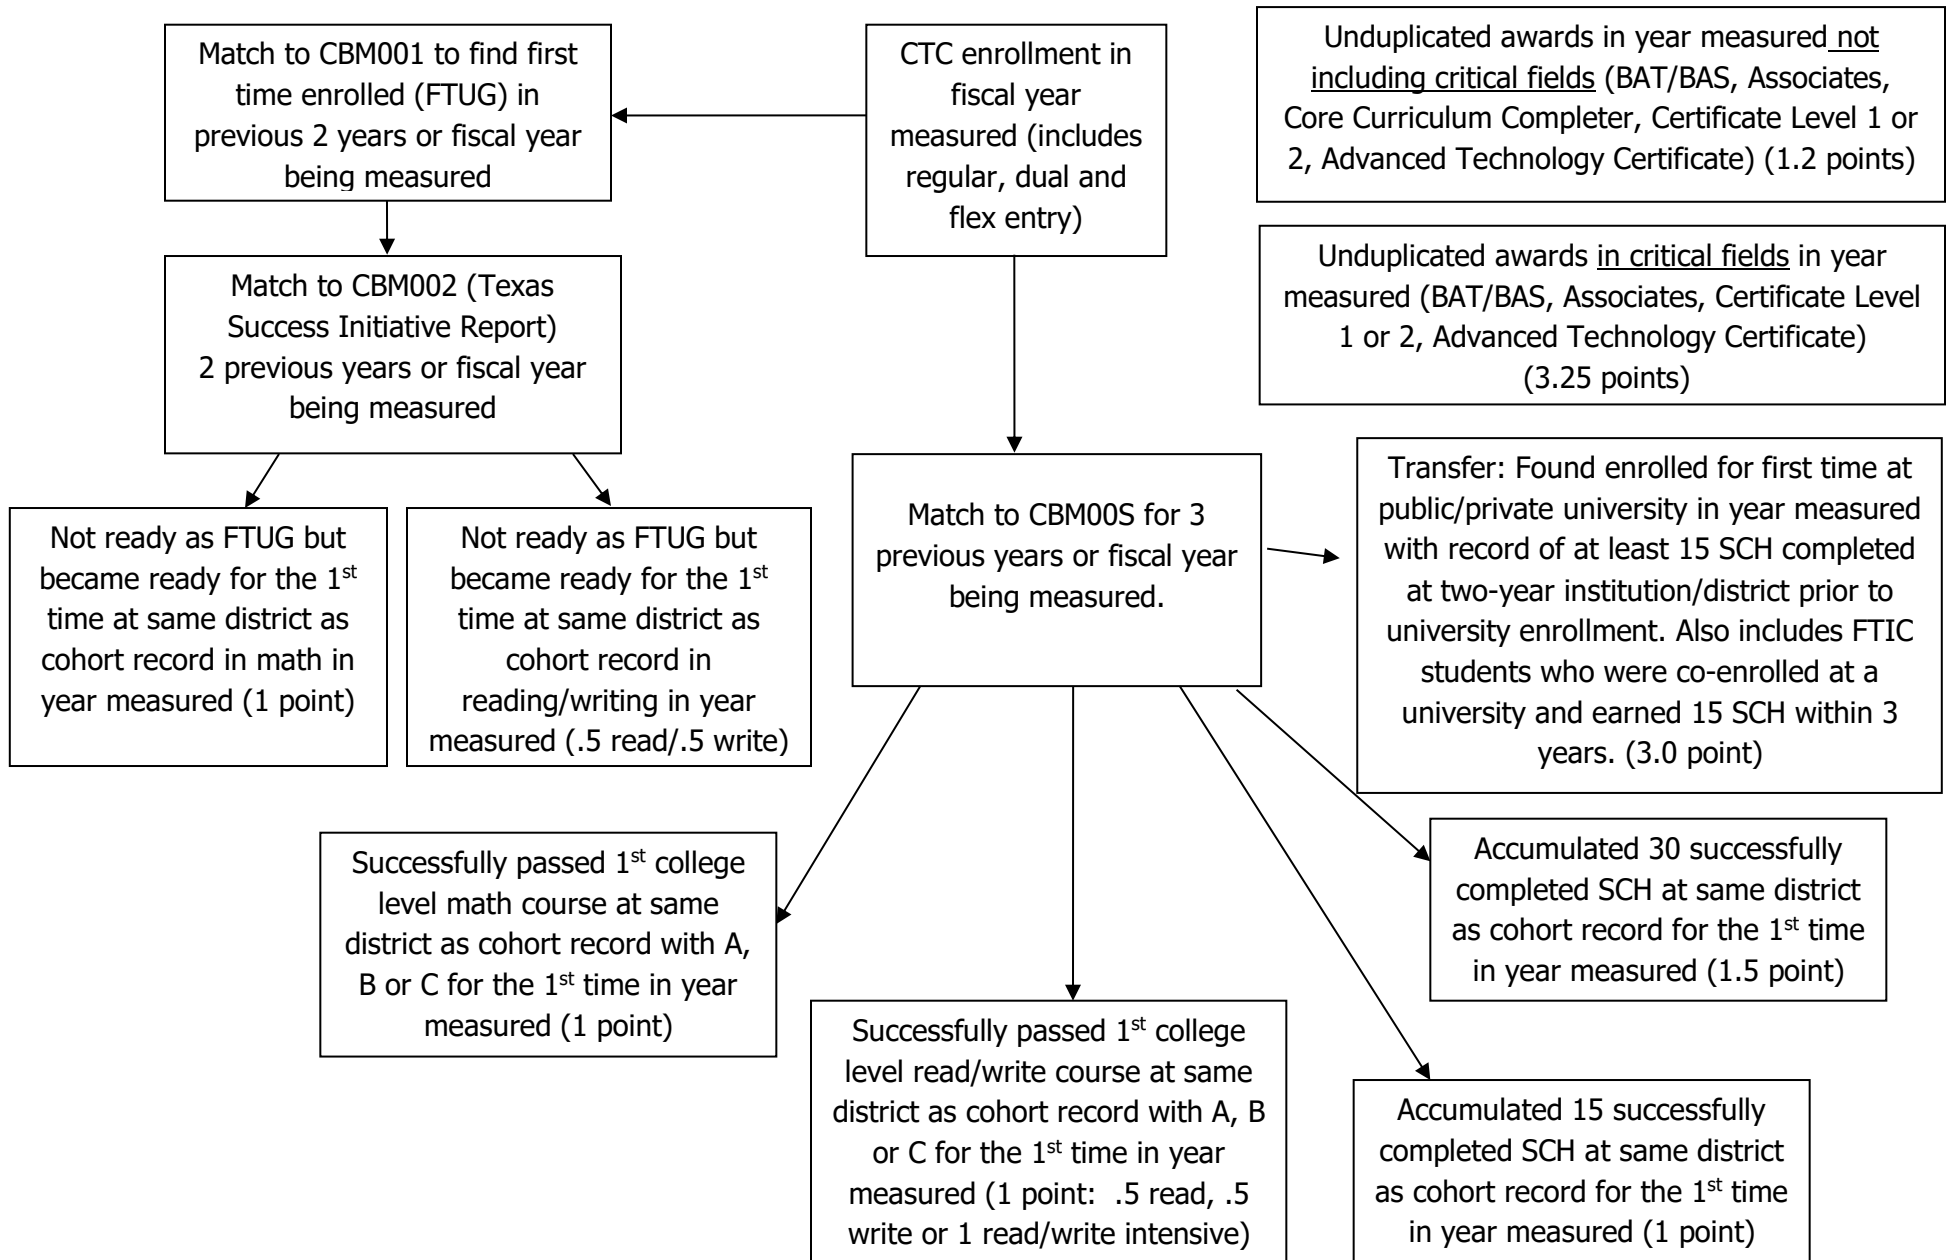 Match to CBM001 to find first
time enrolled (FTUG) in
previous 2 years or fiscal year
being measured
CTC enrollment in
fiscal year
measured (includes
regular, dual and
flex entry)
Unduplicated awards in year measured not
including critical fields (BAT/BAS, Associates,
Core Curriculum Completer, Certificate Level 1 or
2, Advanced Technology Certificate) (1.2 points)
Unduplicated awards in critical fields in year
measured (BAT/BAS, Associates, Certificate Level
1 or 2, Advanced Technology Certificate)
(3.25 points)
Match to CBM002 (Texas
Success Initiative Report)
2 previous years or fiscal year
being measured
Not ready as FTUG but
became ready for the 1st
time at same district as
cohort record in math in
year measured (1 point)
Not ready as FTUG but
became ready for the 1st
time at same district as
cohort record in
reading/writing in year
measured (.5 read/.5 write)
Match to CBM00S for 3
previous years or fiscal year
being measured.
Transfer: Found enrolled for first time at
public/private university in year measured
with record of at least 15 SCH completed
at two-year institution/district prior to
university enrollment. Also includes FTIC
students who were co-enrolled at a
university and earned 15 SCH within 3
years. (3.0 point)
Successfully passed 1st college
level math course at same
district as cohort record with A,
B or C for the 1st time in year
measured (1 point)
Successfully passed 1st college
level read/write course at same
district as cohort record with A, B
or C for the 1st time in year
measured (1 point: .5 read, .5
write or 1 read/write intensive)
Accumulated 30 successfully
completed SCH at same district
as cohort record for the 1st time
in year measured (1.5 point)
Accumulated 15 successfully
completed SCH at same district
as cohort record for the 1st time
in year measured (1 point)